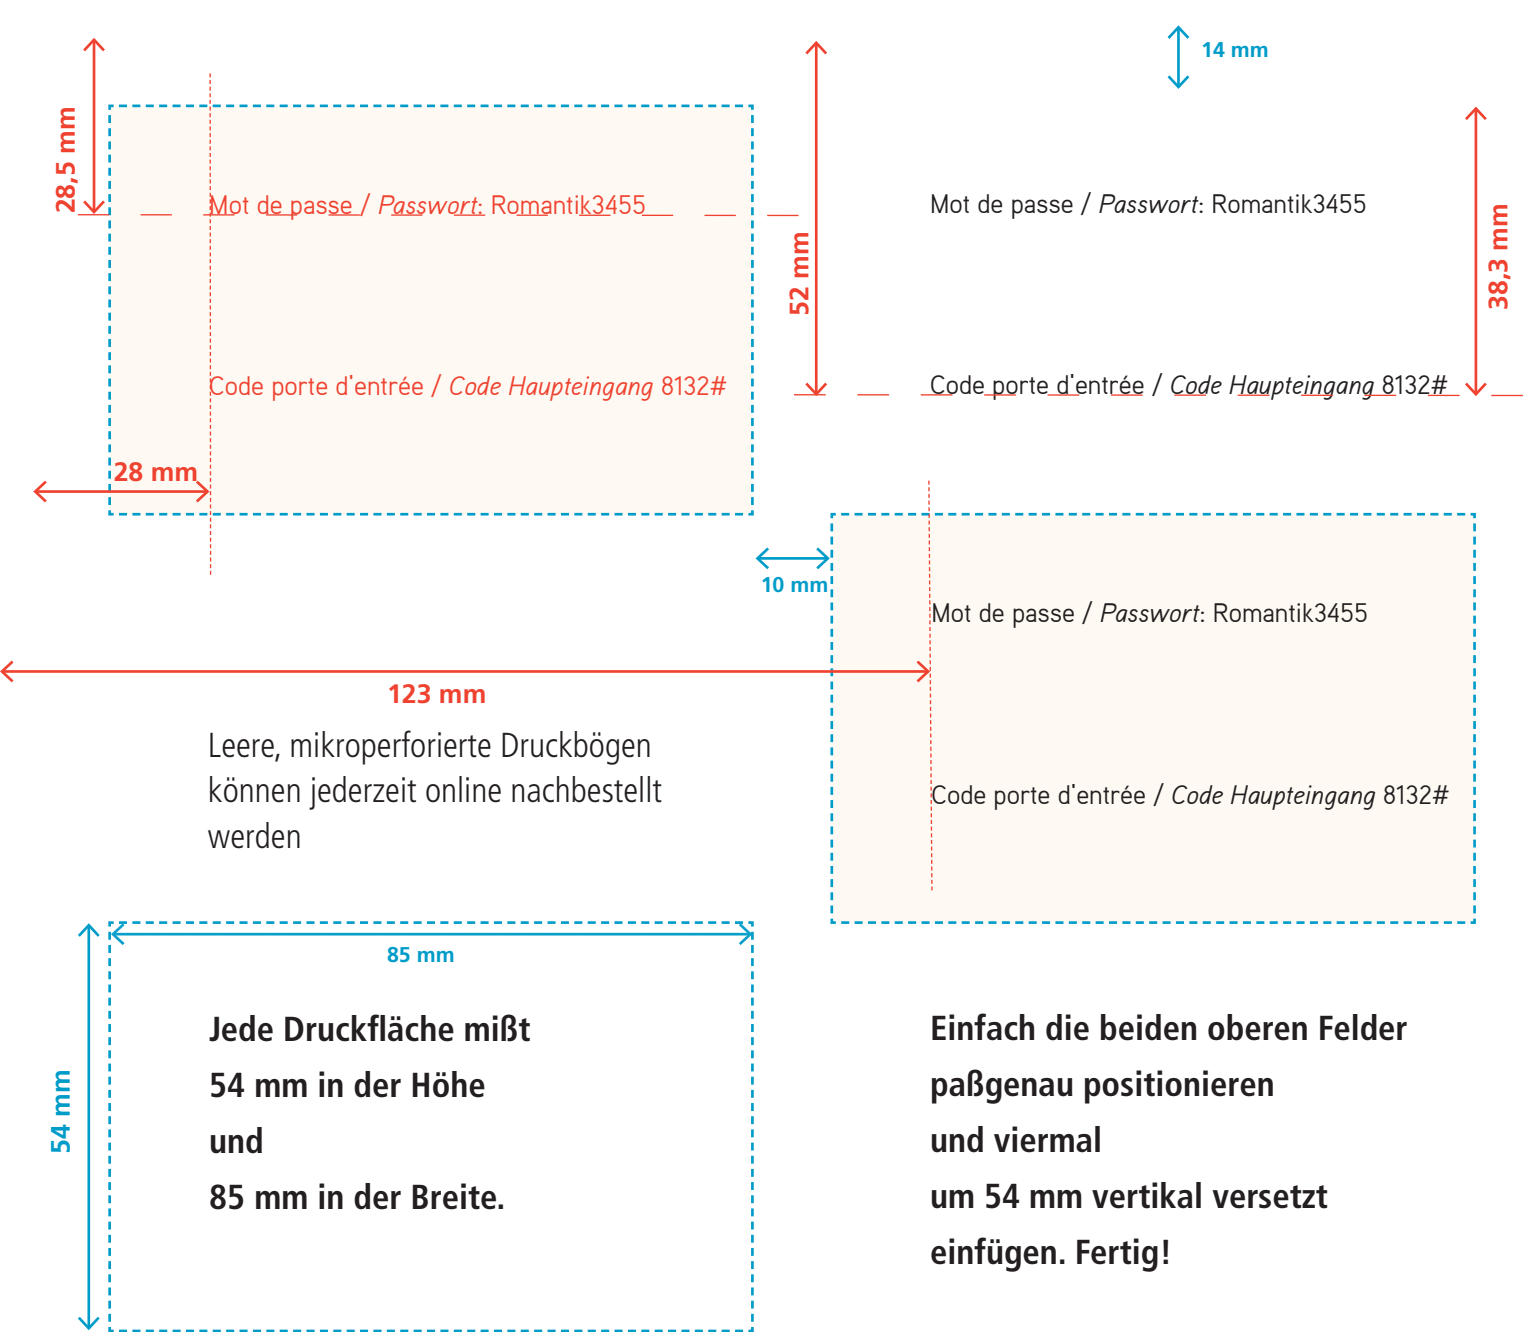 14 mm
28,5 mm
Mot de passe / Passwort: Romantik3455
52 mm
Mot de passe / Passwort: Romantik3455
38,3 mm
Code porte d'entrée / Code Haupteingang 8132#
Code porte d'entrée / Code Haupteingang 8132#
28 mm
10 mm
Mot de passe / Passwort: Romantik3455
123 mm
Leere, mikroperforierte Druckbögen
können jederzeit online nachbestellt
werden
Code porte d'entrée / Code Haupteingang 8132#
85 mm
54 mm
Jede Druckfläche mißt
54 mm in der Höhe
und
85 mm in der Breite.
Einfach die beiden oberen Felder
paßgenau positionieren
und viermal
um 54 mm vertikal versetzt
einfügen. Fertig!